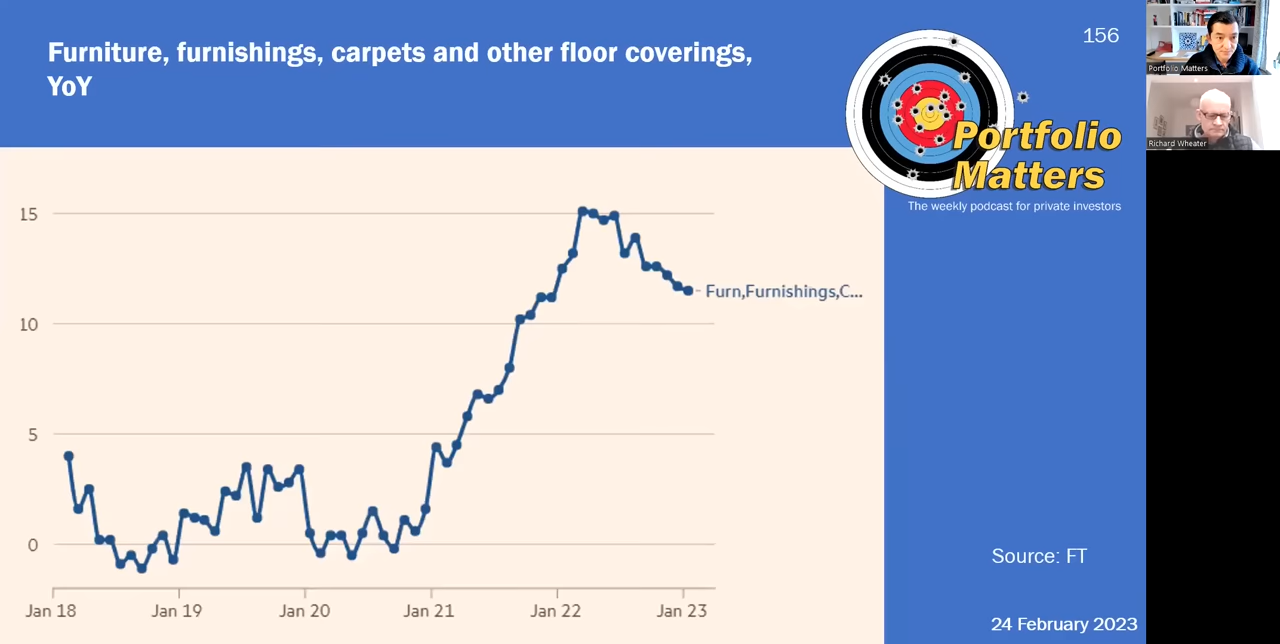 Furniture, furnishings, carpets and other floor coverings,
YoY
156
Portfolio
Matters
The weekly podcast for private investors
Portfolio Matters
Richard Wheater
15
10
5
0
Furn,Furnishings,C...
Jan 18
Jan 19
Jan 20
Jan 21
Jan 22
Jan 23
Source: FT
24 February 2023